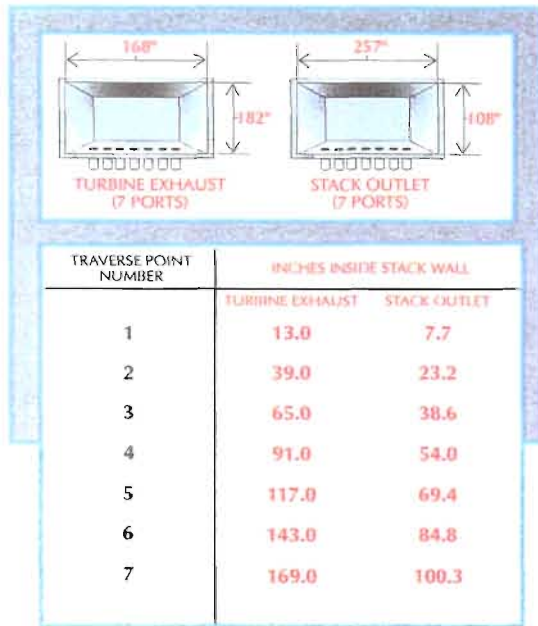 168" 257"
182" 108"
TURBINE EXHAUST STACK OUTLET
(7 PORTS) (7 PORTS)
TRAVERSE POINT INCHES INSIDE STACK WALL
NUMBER
TURBINE EXHAUST STACK OUTLET
1 13.0 7.7
2 39.0 23.2
3 65.0 38.6
4 91.0 54.0
5 117.0 69.4
6 143.0 84.8
7 169.0 100.3